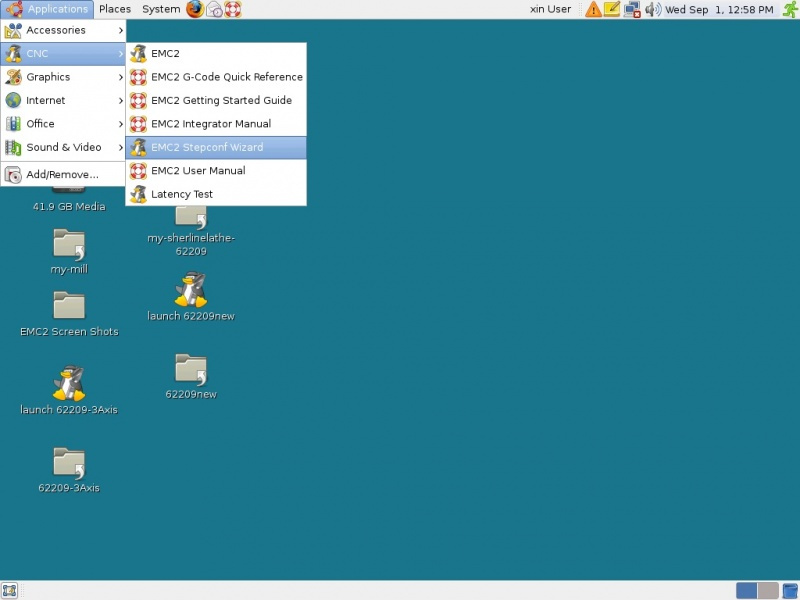 Applications Places System xin User Wed Sep 1, 12:58 PM
Accessories
CNC
Graphics
Internet
Office
Sound & Video
Add/Remove...
EMC2
EMC2 G-Code Quick Reference
EMC2 Getting Started Guide
EMC2 Integrator Manual
EMC2 Stepconf Wizard
EMC2 User Manual
Latency Test
41.9 GB Media
my-mill
EMC2 Screen Shots
launch 62209-3Axis
62209-3Axis
my-sherlinelathe-
62209
launch 62209new
62209new